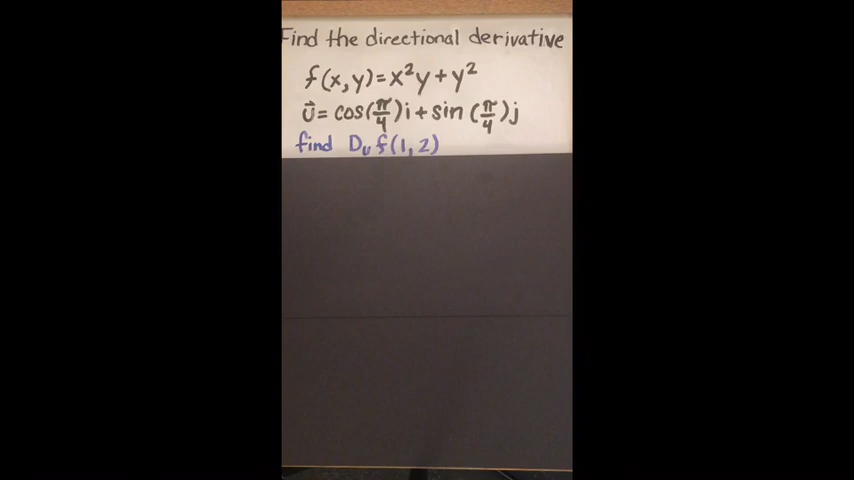 Find the directional derivative
f(x,y)=x²y+y²
u⃗=cos(π/4)i+sin(π/4)j
find Dᵤf(1,2)